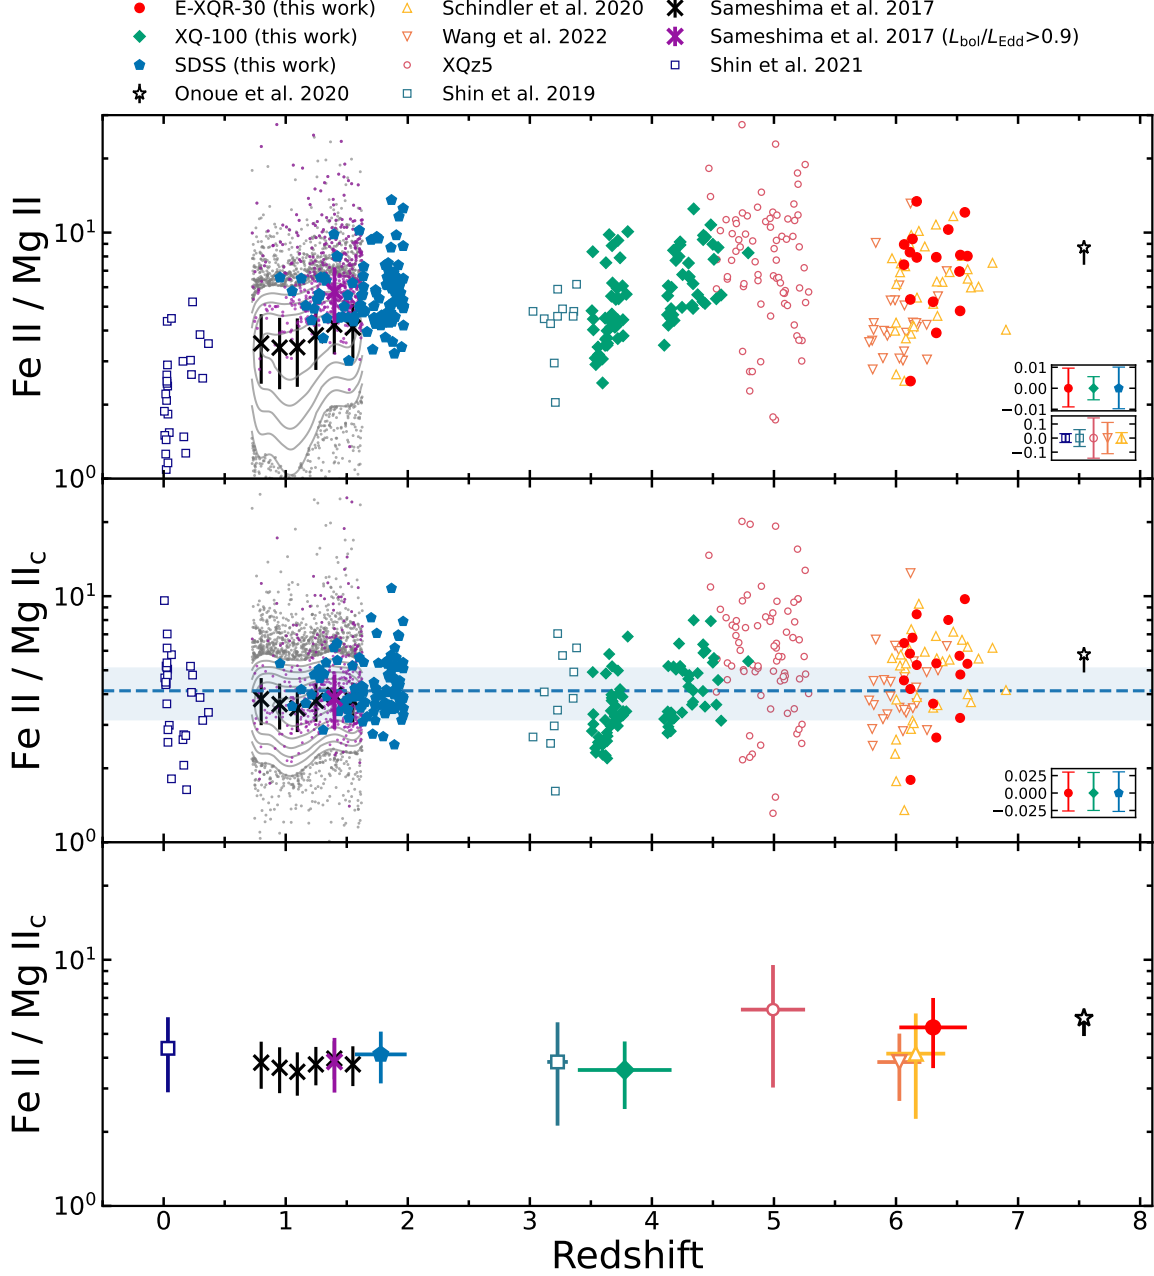 E-XQR-30 (this work)
XQ-100 (this work)
SDSS (this work)
Onoue et al. 2020
Schindler et al. 2020
Wang et al. 2022
XQz5
Shin et al. 2019
Sameshima et al. 2017
Sameshima et al. 2017 (L_bol/L_Edd>0.9)
Shin et al. 2021
Fe II / Mg II
10¹
10⁰
0.01
0.00
−0.01
0.1
0.0
−0.1
Fe II / Mg II_c
10¹
10⁰
0.025
0.000
−0.025
Fe II / Mg II_c
10¹
10⁰
0 1 2 3 4 5 6 7 8
Redshift